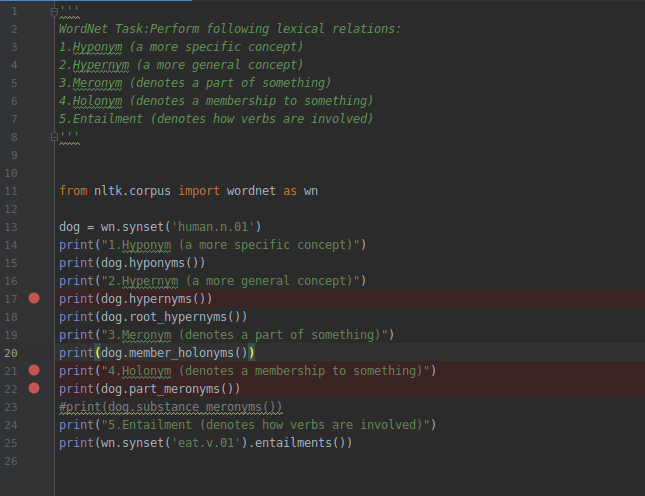 1 '''
2 WordNet Task:Perform following lexical relations:
3 1.Hyponym (a more specific concept)
4 2.Hypernym (a more general concept)
5 3.Meronym (denotes a part of something)
6 4.Holonym (denotes a membership to something)
7 5.Entailment (denotes how verbs are involved)
8 '''
9
10
11 from nltk.corpus import wordnet as wn
12
13 dog = wn.synset('human.n.01')
14 print("1.Hyponym (a more specific concept)")
15 print(dog.hyponyms())
16 print("2.Hypernym (a more general concept)")
17 print(dog.hypernyms())
18 print(dog.root_hypernyms())
19 print("3.Meronym (denotes a part of something)")
20 print(dog.member_holonyms())
21 print("4.Holonym (denotes a membership to something)")
22 print(dog.part_meronyms())
23 #print(dog.substance_meronyms())
24 print("5.Entailment (denotes how verbs are involved)")
25 print(wn.synset('eat.v.01').entailments())
26